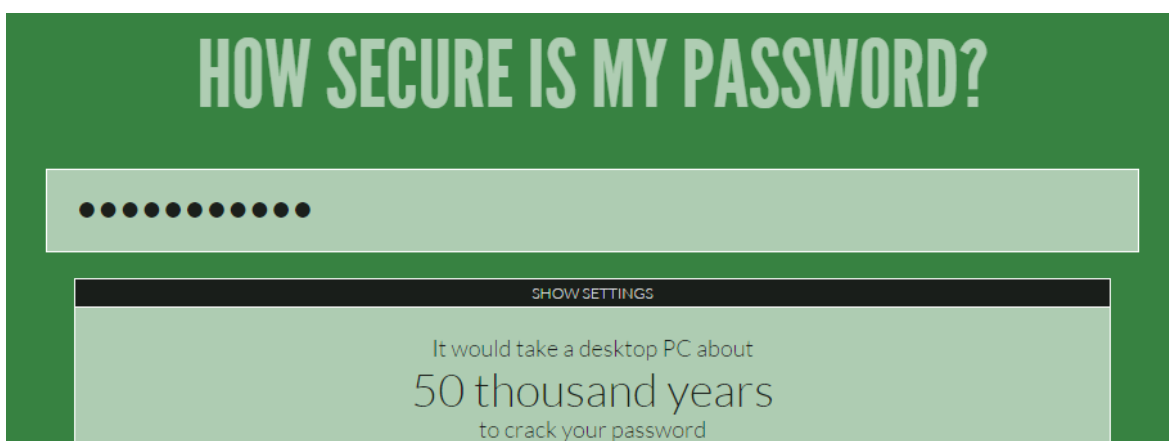 HOW SECURE IS MY PASSWORD?
●●●●●●●●●●●
SHOW SETTINGS
It would take a desktop PC about
50 thousand years
to crack your password